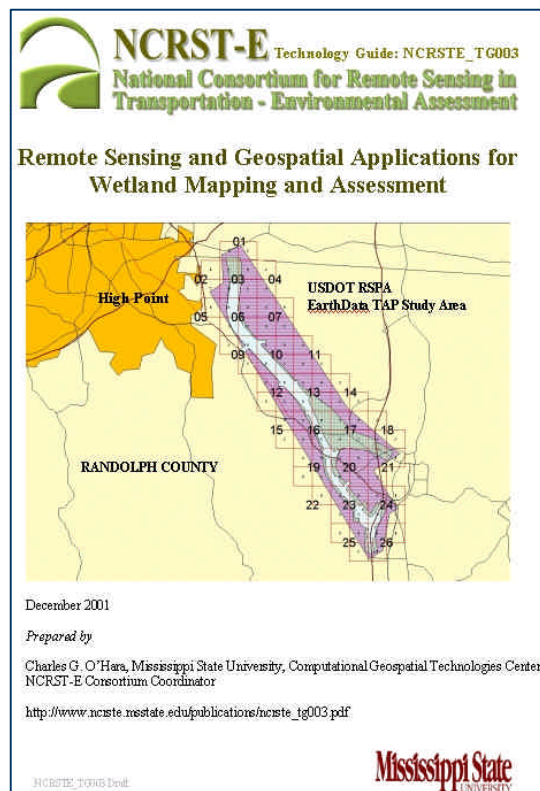 NCRST-E Technology Guide: NCRSTE_TG003
National Consortium for Remote Sensing in
Transportation - Environmental Assessment
Remote Sensing and Geospatial Applications for
Wetland Mapping and Assessment
01
02 03 04
High Point
USDOT RSPA
EarthData TAP Study Area
05 06 07
09 10 11
12 13 14
15 16 17 18
RANDOLPH COUNTY
19 20 21
22 23 24
25 26
December 2001
Prepared by
Charles G. O'Hara, Mississippi State University, Computational Geospatial Technologies Center
NCRST-E Consortium Coordinator
http://www.ncrste.msstate.edu/publications/ncrste_tg003.pdf
NCRSTE_TG003 Draft
Mississippi State
UNIVERSITY